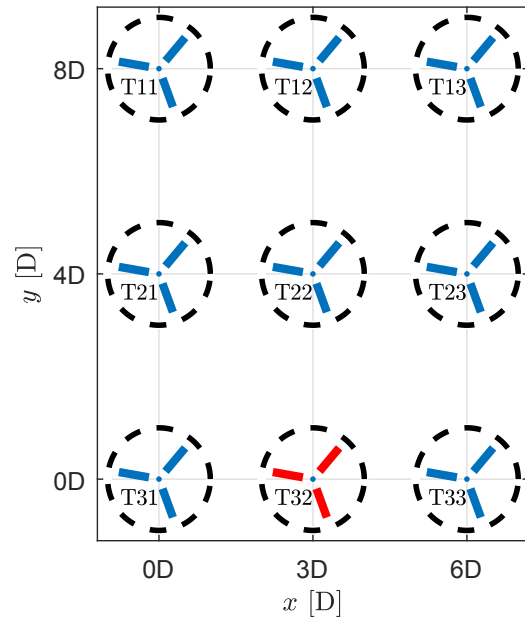 8D
T11 T12 T13
4D
T21 T22 T23
y [D]
0D
T31 T32 T33
0D 3D 6D
x [D]